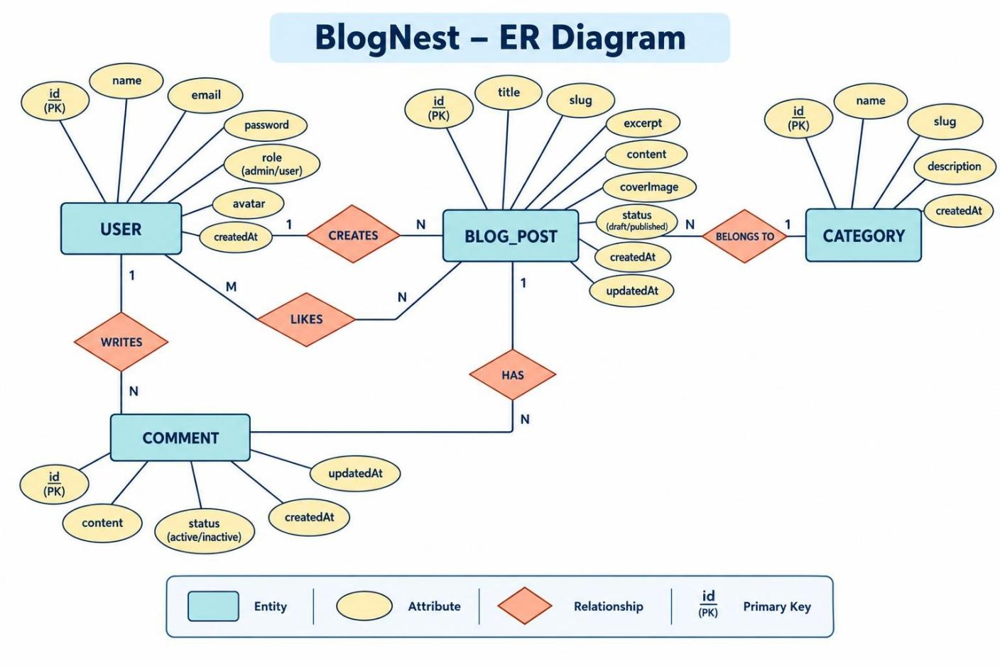 BlogNest – ER Diagram
id
(PK)
name
email
password
role
(admin/user)
avatar
createdAt
USER
1
CREATES
N
id
(PK)
title
slug
excerpt
content
coverImage
status
(draft/published)
createdAt
updatedAt
BLOG_POST
N
BELONGS TO
1
id
(PK)
name
slug
description
createdAt
CATEGORY
M
LIKES
N
1
WRITES
N
1
HAS
N
COMMENT
id
(PK)
content
status
(active/inactive)
createdAt
updatedAt
Entity
Attribute
Relationship
id
(PK)
Primary Key